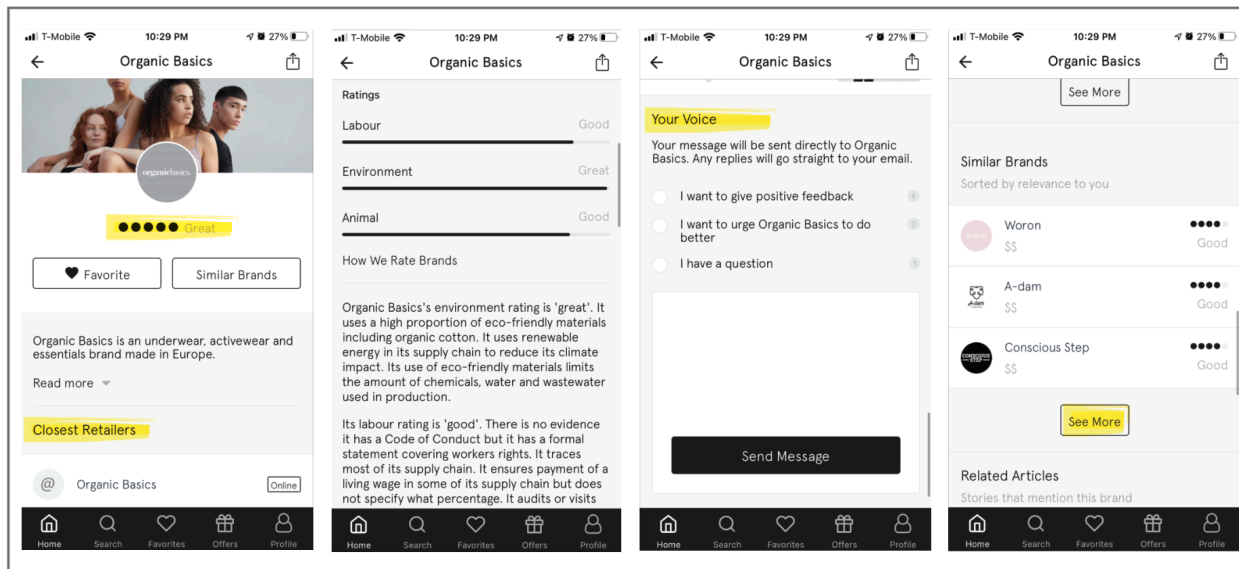 T-Mobile 10:29 PM 27%
Organic Basics
organicbasics.
Great
Favorite
Similar Brands
Organic Basics is an underwear, activewear and
essentials brand made in Europe.
Read more
Closest Retailers
@ Organic Basics Online
Home Search Favorites Offers Profile
T-Mobile 10:29 PM 27%
Organic Basics
Ratings
Labour Good
Environment Great
Animal Good
How We Rate Brands
Organic Basics's environment rating is 'great'. It
uses a high proportion of eco-friendly materials
including organic cotton. It uses renewable
energy in its supply chain to reduce its climate
impact. Its use of eco-friendly materials limits
the amount of chemicals, water and wastewater
used in production.
Its labour rating is 'good'. There is no evidence
it has a Code of Conduct but it has a formal
statement covering workers rights. It traces
most of its supply chain. It ensures payment of a
living wage in some of its supply chain but does
not specify what percentage. It audits or visits
Home Search Favorites Offers Profile
T-Mobile 10:29 PM 27%
Organic Basics
Your Voice
Your message will be sent directly to Organic
Basics. Any replies will go straight to your email.
I want to give positive feedback
I want to urge Organic Basics to do
better
I have a question
Send Message
Home Search Favorites Offers Profile
T-Mobile 10:29 PM 27%
Organic Basics
See More
Similar Brands
Sorted by relevance to you
WORON
Woron
$$
Good
A-dam
A-dam
$$
Good
CONSCIOUS
STEP
Conscious Step
$$
Good
See More
Related Articles
Stories that mention this brand
Home Search Favorites Offers Profile